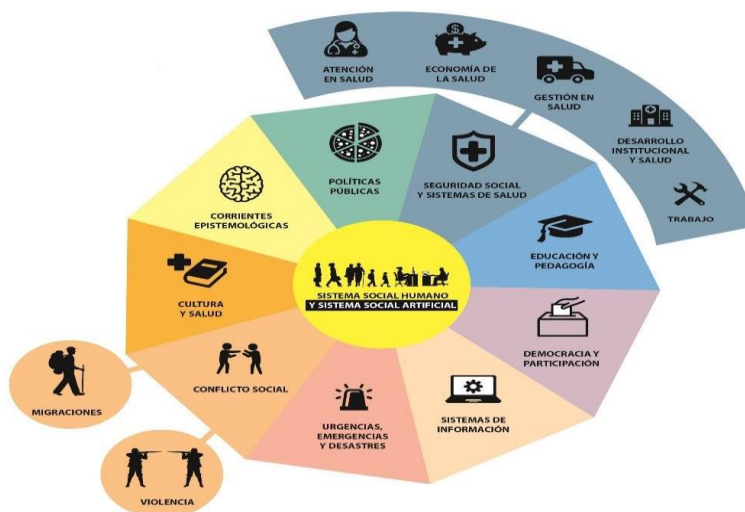 ATENCIÓN
EN SALUD
ECONOMÍA DE
LA SALUD
GESTIÓN EN
SALUD
DESARROLLO
INSTITUCIONAL
Y SALUD
TRABAJO
POLÍTICAS
PÚBLICAS
SEGURIDAD SOCIAL
Y SISTEMAS DE SALUD
CORRIENTES
EPISTEMOLÓGICAS
EDUCACIÓN Y
PEDAGOGÍA
SISTEMA SOCIAL HUMANO
Y SISTEMA SOCIAL ARTIFICIAL
CULTURA
Y SALUD
DEMOCRACIA Y
PARTICIPACIÓN
CONFLICTO SOCIAL
MIGRACIONES
URGENCIAS,
EMERGENCIAS
Y DESASTRES
SISTEMAS DE
INFORMACIÓN
VIOLENCIA